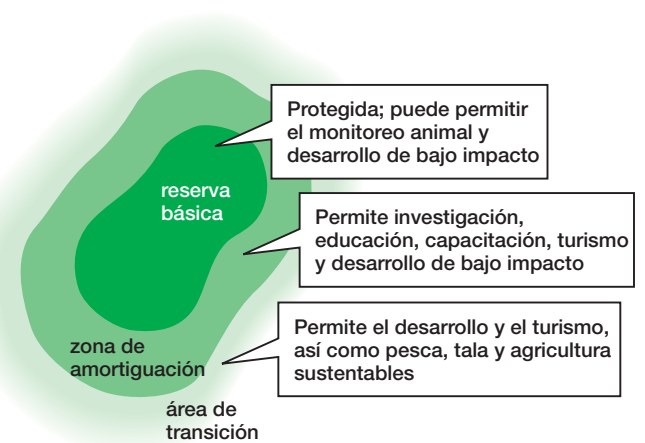 Protegida; puede permitir
el monitoreo animal y
desarrollo de bajo impacto
reserva
básica
Permite investigación,
educación, capacitación, turismo
y desarrollo de bajo impacto
Permite el desarrollo y el turismo,
así como pesca, tala y agricultura
sustentables
zona de
amortiguación
área de
transición